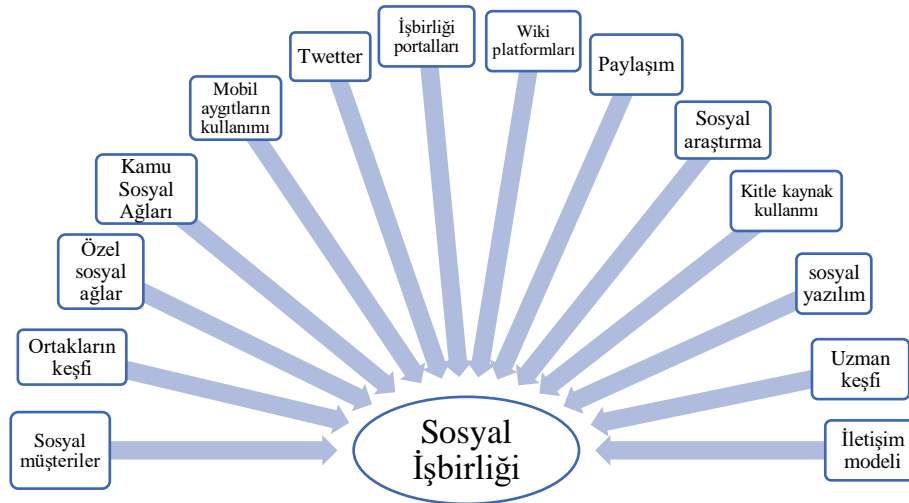 İşbirliği
portalları
Wiki
platformları
Twetter
Paylaşım
Mobil
aygıtların
kullanımı
Sosyal
araştırma
Kamu
Sosyal
Ağları
Kitle kaynak
kullanmı
Özel
sosyal
ağlar
sosyal
yazılım
Ortakların
keşfi
Uzman
keşfi
Sosyal
müşteriler
Sosyal
İşbirliği
İletişim
modeli